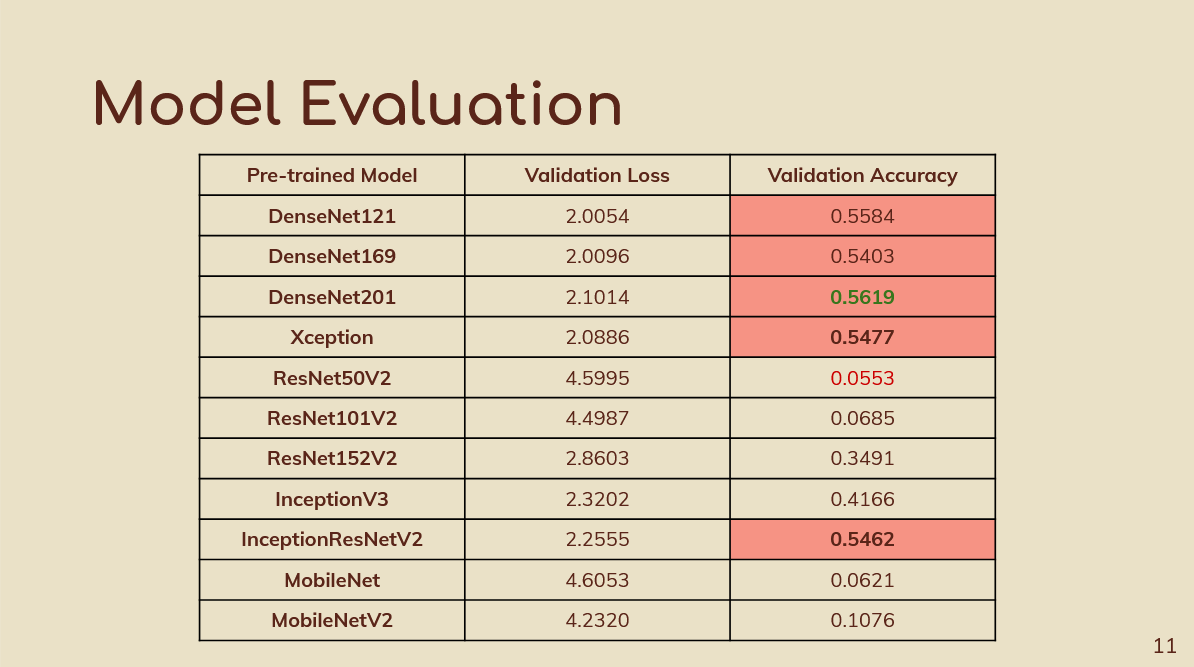 Model Evaluation
Pre-trained Model Validation Loss Validation Accuracy
DenseNet121 2.0054 0.5584
DenseNet169 2.0096 0.5403
DenseNet201 2.1014 0.5619
Xception 2.0886 0.5477
ResNet50V2 4.5995 0.0553
ResNet101V2 4.4987 0.0685
ResNet152V2 2.8603 0.3491
InceptionV3 2.3202 0.4166
InceptionResNetV2 2.2555 0.5462
MobileNet 4.6053 0.0621
MobileNetV2 4.2320 0.1076
11